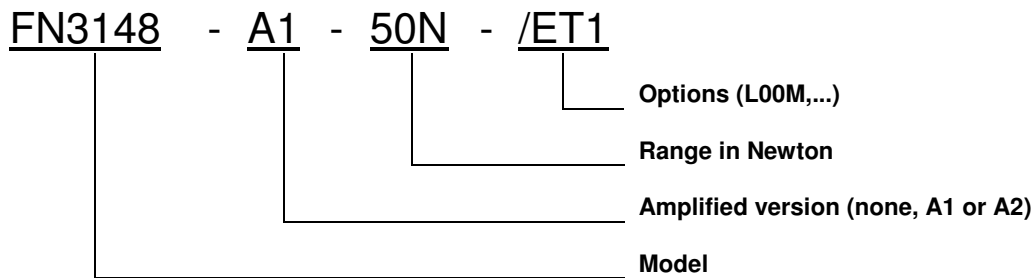 FN3148 - A1 - 50N - /ET1
Options (L00M,...)
Range in Newton
Amplified version (none, A1 or A2)
Model